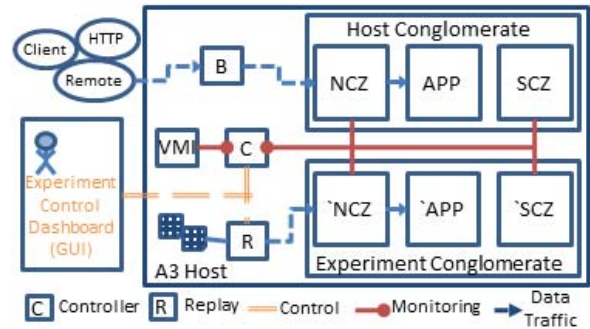 HTTP
Client
Remote
B
Host Conglomerate
NCZ
APP
SCZ
VMI
C
Experiment
Control
Dashboard
(GUI)
R
`NCZ
`APP
`SCZ
A3 Host
Experiment Conglomerate
C Controller
R Replay
Control
Monitoring
Data
Traffic